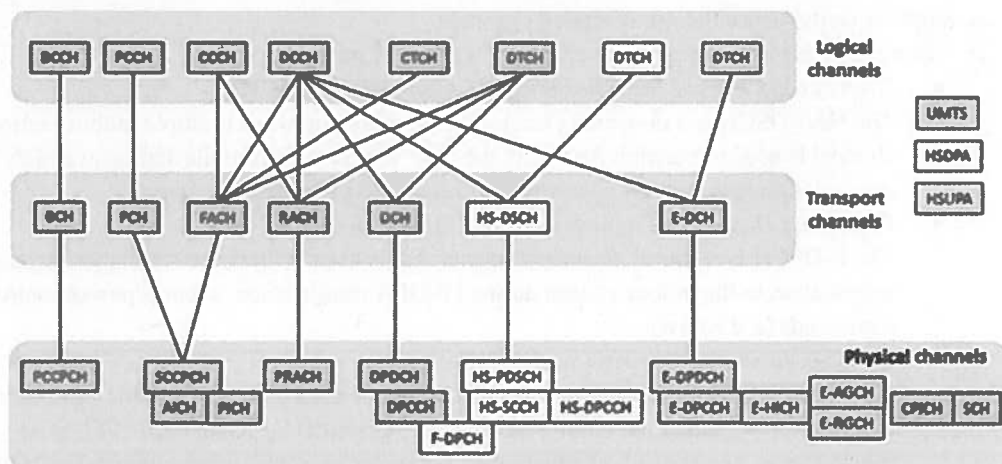 BCCH PCCH CCCH DCCH CTCH DTCH DTCH DTCH
Logical
channels
UMTS
HSDPA
HSUPA
BCH PCH FACH RACH DCH HS-DSCH E-DCH
Transport
channels
Physical channels
PCCPCH SCCPCH PRACH DPDCH HS-PDSCH E-DPDCH
AICH PICH DPCCH HS-SCCH HS-DPCCH E-DPCCH E-HICH E-AGCH CPICH SCH
E-RGCH
F-DPCH